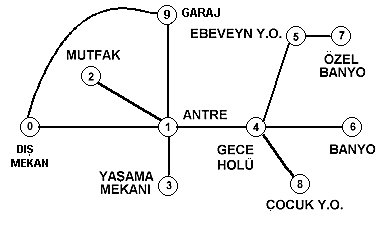 9 GARAJ
EBEVEYN Y.O. 5 7
MUTFAK
ÖZEL
BANYO
2
ANTRE
0 1 4 6
DIŞ
MEKAN
GECE
HOLÜ
BANYO
YAŞAMA
MEKANI
3
8
ÇOCUK Y.O.